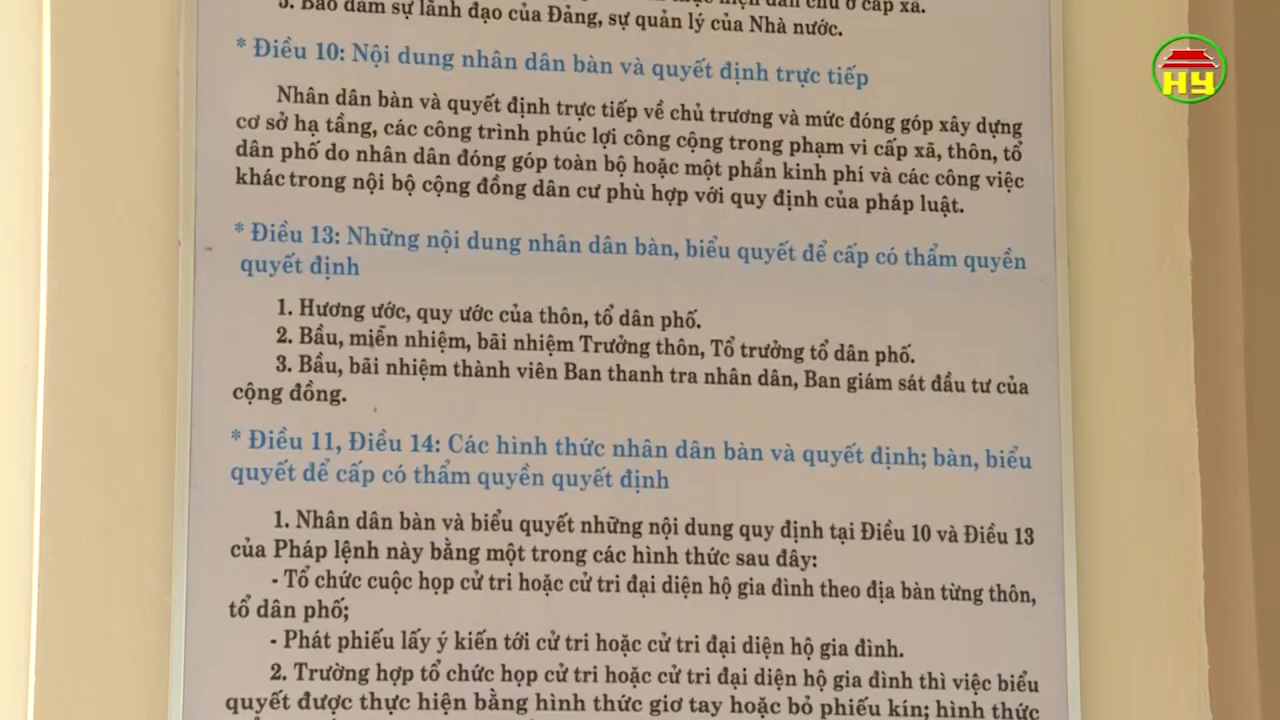 5. Bảo đảm sự lãnh đạo của Đảng, sự quản lý của Nhà nước.
* Điều 10: Nội dung nhân dân bàn và quyết định trực tiếp
Nhân dân bàn và quyết định trực tiếp về chủ trương và mức đóng góp xây dựng
cơ sở hạ tầng, các công trình phúc lợi công cộng trong phạm vi cấp xã, thôn, tổ
dân phố do nhân dân đóng góp toàn bộ hoặc một phần kinh phí và các công việc
khác trong nội bộ cộng đồng dân cư phù hợp với quy định của pháp luật.
* Điều 13: Những nội dung nhân dân bàn, biểu quyết để cấp có thẩm quyền
quyết định
1. Hương ước, quy ước của thôn, tổ dân phố.
2. Bầu, miễn nhiệm, bãi nhiệm Trưởng thôn, Tổ trưởng tổ dân phố.
3. Bầu, bãi nhiệm thành viên Ban thanh tra nhân dân, Ban giám sát đầu tư của
cộng đồng.
* Điều 11, Điều 14: Các hình thức nhân dân bàn và quyết định; bàn, biểu
quyết để cấp có thẩm quyền quyết định
1. Nhân dân bàn và biểu quyết những nội dung quy định tại Điều 10 và Điều 13
của Pháp lệnh này bằng một trong các hình thức sau đây:
- Tổ chức cuộc họp cử tri hoặc cử tri đại diện hộ gia đình theo địa bàn từng thôn,
tổ dân phố;
- Phát phiếu lấy ý kiến tới cử tri hoặc cử tri đại diện hộ gia đình.
2. Trường hợp tổ chức họp cử tri hoặc cử tri đại diện hộ gia đình thì việc biểu
quyết được thực hiện bằng hình thức giơ tay hoặc bỏ phiếu kín; hình thức
HY